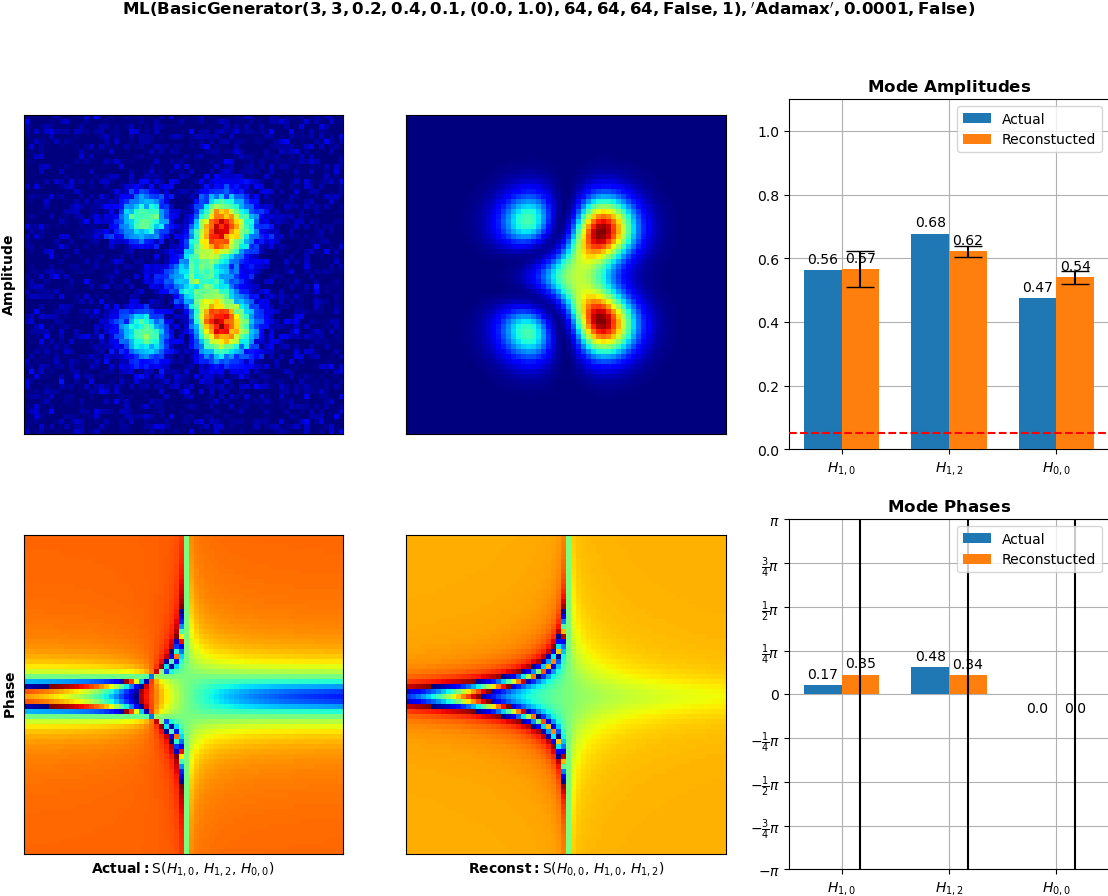 ML(BasicGenerator(3, 3, 0.2, 0.4, 0.1, (0.0, 1.0), 64, 64, 64, False, 1), ′Adamax′, 0.0001, False)
Amplitude
Mode Amplitudes
Actual
Reconstucted
1.0
0.8
0.6
0.4
0.2
0.0
0.56 0.57
0.68 0.62
0.47 0.54
H₁,₀ H₁,₂ H₀,₀
Phase
Actual: S(H₁,₀, H₁,₂, H₀,₀)
Reconst: S(H₀,₀, H₁,₀, H₁,₂)
Mode Phases
Actual
Reconstucted
π
3/4π
1/2π
1/4π
0
−1/4π
−1/2π
−3/4π
−π
0.17 0.35
0.48 0.34
0.0 0.0
H₁,₀ H₁,₂ H₀,₀